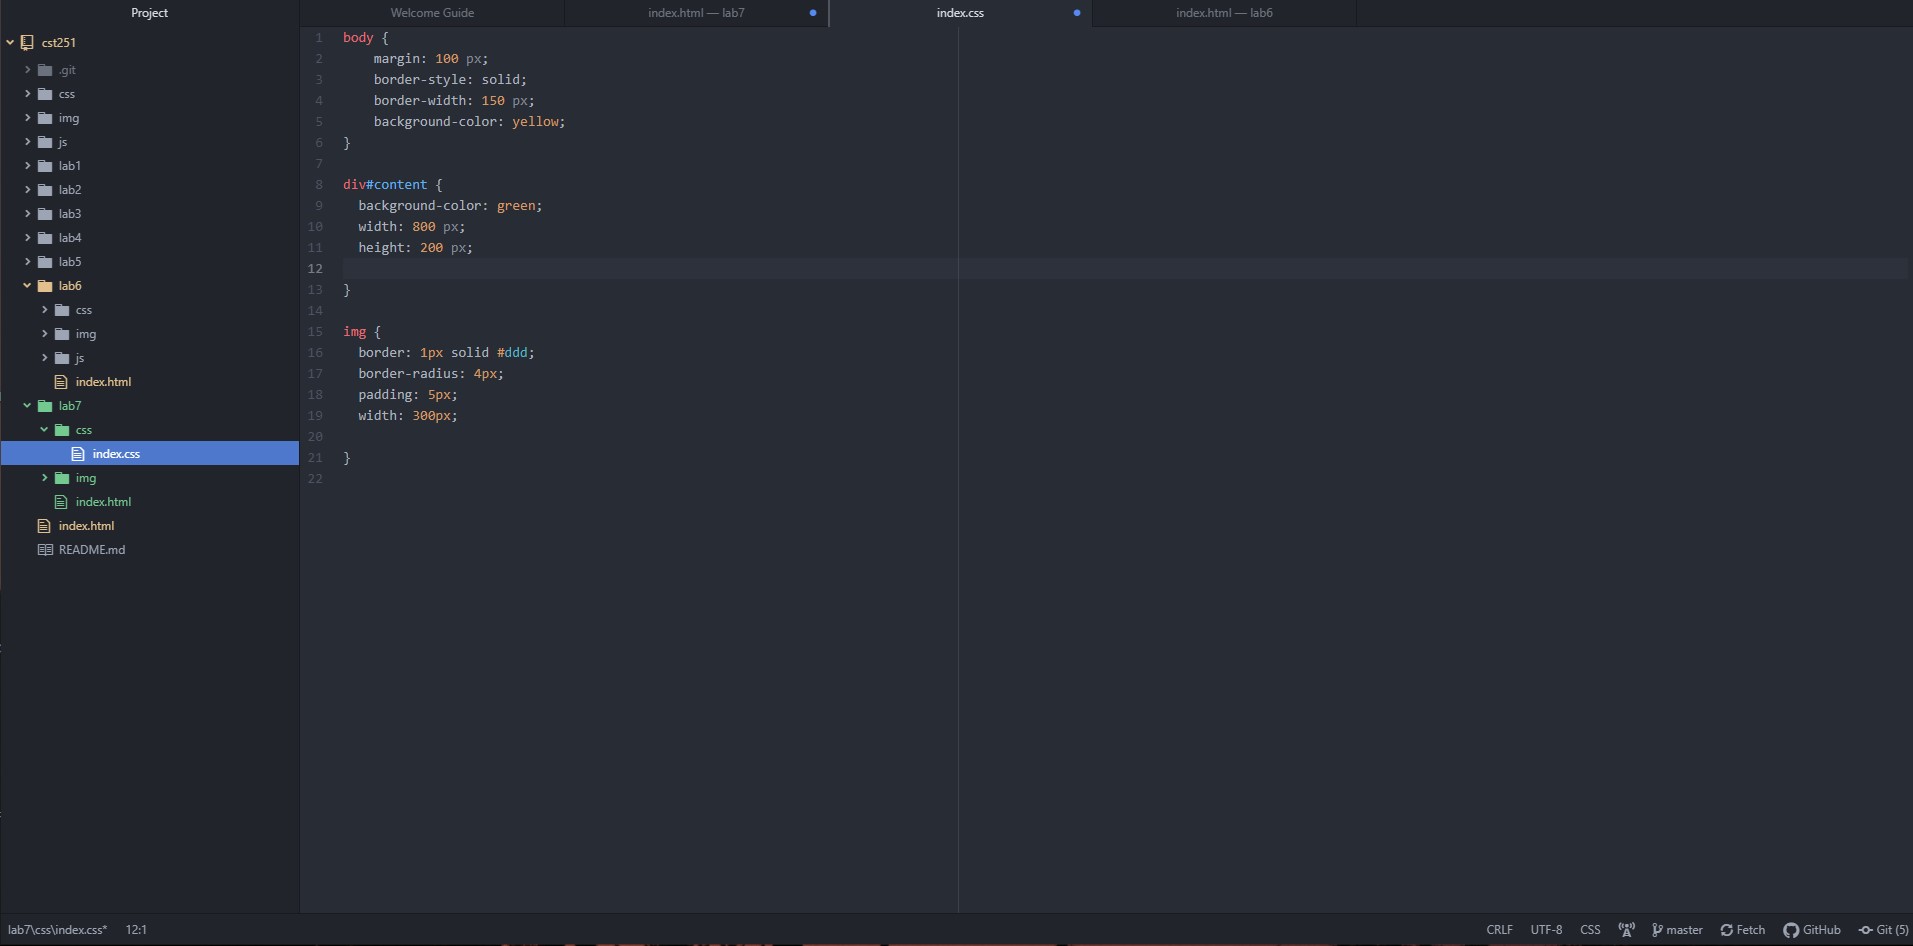 Project
Welcome Guide
index.html — lab7
index.css
index.html — lab6
cst251
.git
css
img
js
lab1
lab2
lab3
lab4
lab5
lab6
css
img
js
index.html
lab7
css
index.css
img
index.html
index.html
README.md
1 body {
2 margin: 100 px;
3 border-style: solid;
4 border-width: 150 px;
5 background-color: yellow;
6 }
7
8 div#content {
9 background-color: green;
10 width: 800 px;
11 height: 200 px;
12
13 }
14
15 img {
16 border: 1px solid #ddd;
17 border-radius: 4px;
18 padding: 5px;
19 width: 300px;
20
21 }
22
lab7\css\index.css* 12:1
CRLF UTF-8 CSS master Fetch GitHub Git (5)